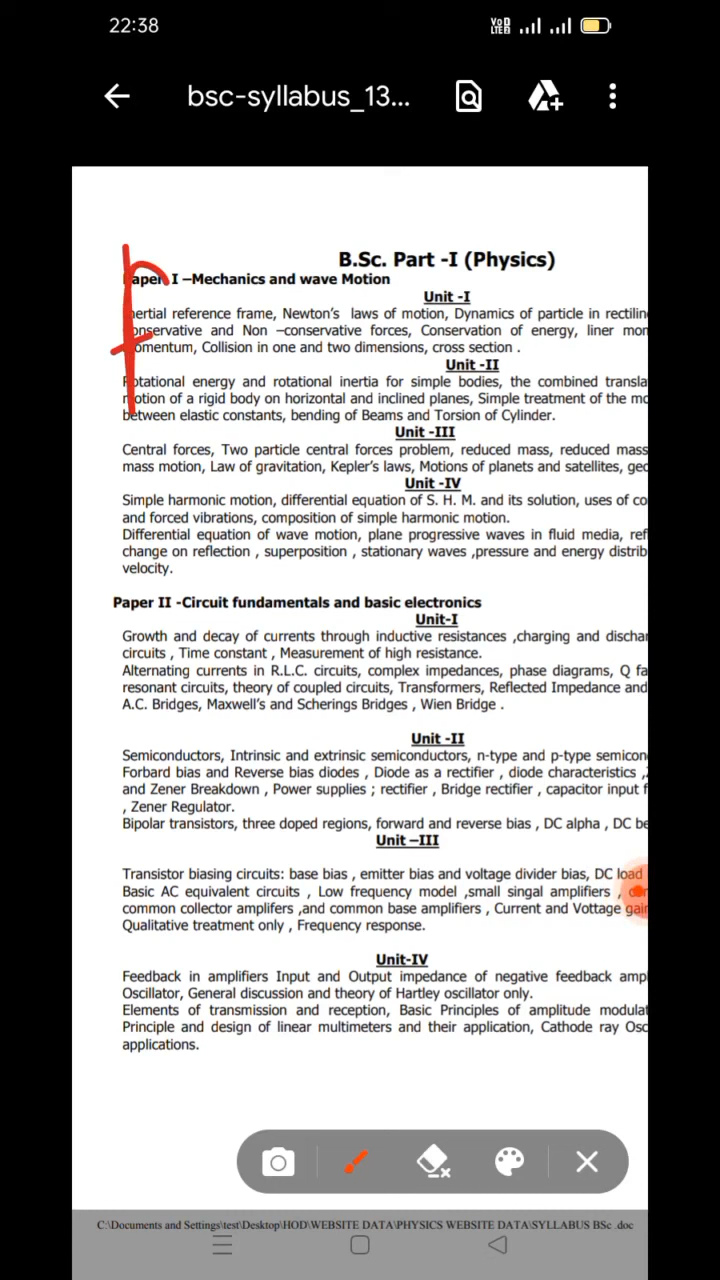 22:38
Vo D
LTE 2
bsc-syllabus_13...
B.Sc. Part -I (Physics)
Paper I –Mechanics and wave Motion
Unit -I
Inertial reference frame, Newton's laws of motion, Dynamics of particle in rectilin
conservative and Non –conservative forces, Conservation of energy, liner mon
momentum, Collision in one and two dimensions, cross section .
Unit -II
Rotational energy and rotational inertia for simple bodies, the combined transla
motion of a rigid body on horizontal and inclined planes, Simple treatment of the mo
between elastic constants, bending of Beams and Torsion of Cylinder.
Unit -III
Central forces, Two particle central forces problem, reduced mass, reduced mass
mass motion, Law of gravitation, Kepler's laws, Motions of planets and satellites, geo
Unit -IV
Simple harmonic motion, differential equation of S. H. M. and its solution, uses of co
and forced vibrations, composition of simple harmonic motion.
Differential equation of wave motion, plane progressive waves in fluid media, ref
change on reflection , superposition , stationary waves ,pressure and energy distrib
velocity.
Paper II -Circuit fundamentals and basic electronics
Unit-I
Growth and decay of currents through inductive resistances ,charging and dischar
circuits , Time constant , Measurement of high resistance.
Alternating currents in R.L.C. circuits, complex impedances, phase diagrams, Q fa
resonant circuits, theory of coupled circuits, Transformers, Reflected Impedance and
A.C. Bridges, Maxwell's and Scherings Bridges , Wien Bridge .
Unit -II
Semiconductors, Intrinsic and extrinsic semiconductors, n-type and p-type semicon
Forbard bias and Reverse bias diodes , Diode as a rectifier , diode characteristics ,
and Zener Breakdown , Power supplies ; rectifier , Bridge rectifier , capacitor input f
, Zener Regulator.
Bipolar transistors, three doped regions, forward and reverse bias , DC alpha , DC be
Unit –III
Transistor biasing circuits: base bias , emitter bias and voltage divider bias, DC load
Basic AC equivalent circuits , Low frequency model ,small singal amplifiers ,
common collector amplifers ,and common base amplifiers , Current and Vottage gai
Qualitative treatment only , Frequency response.
Unit-IV
Feedback in amplifiers Input and Output impedance of negative feedback ampl
Oscillator, General discussion and theory of Hartley oscillator only.
Elements of transmission and reception, Basic Principles of amplitude modulat
Principle and design of linear multimeters and their application, Cathode ray Osc
applications.
C:\Documents and Settings\test\Desktop\HOD\WEBSITE DATA\PHYSICS WEBSITE DATA\SYLLABUS BSc .doc